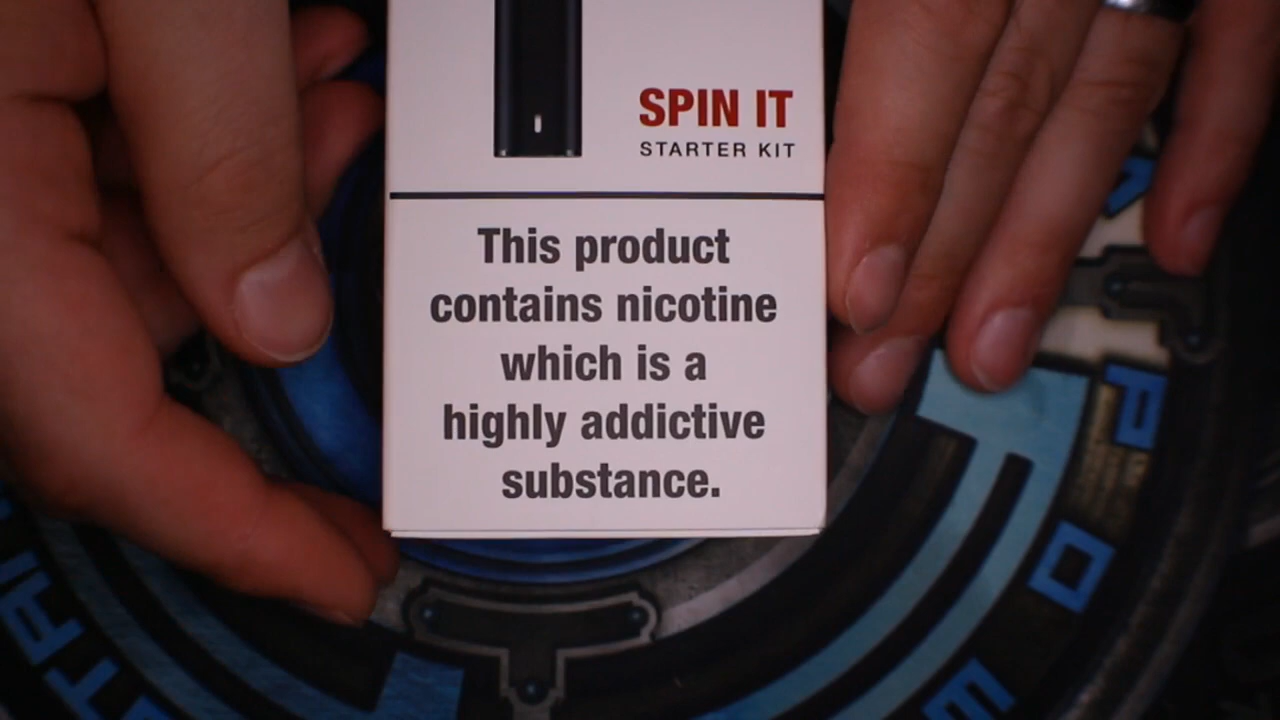 SPIN IT
STARTER KIT
This product
contains nicotine
which is a
highly addictive
substance.